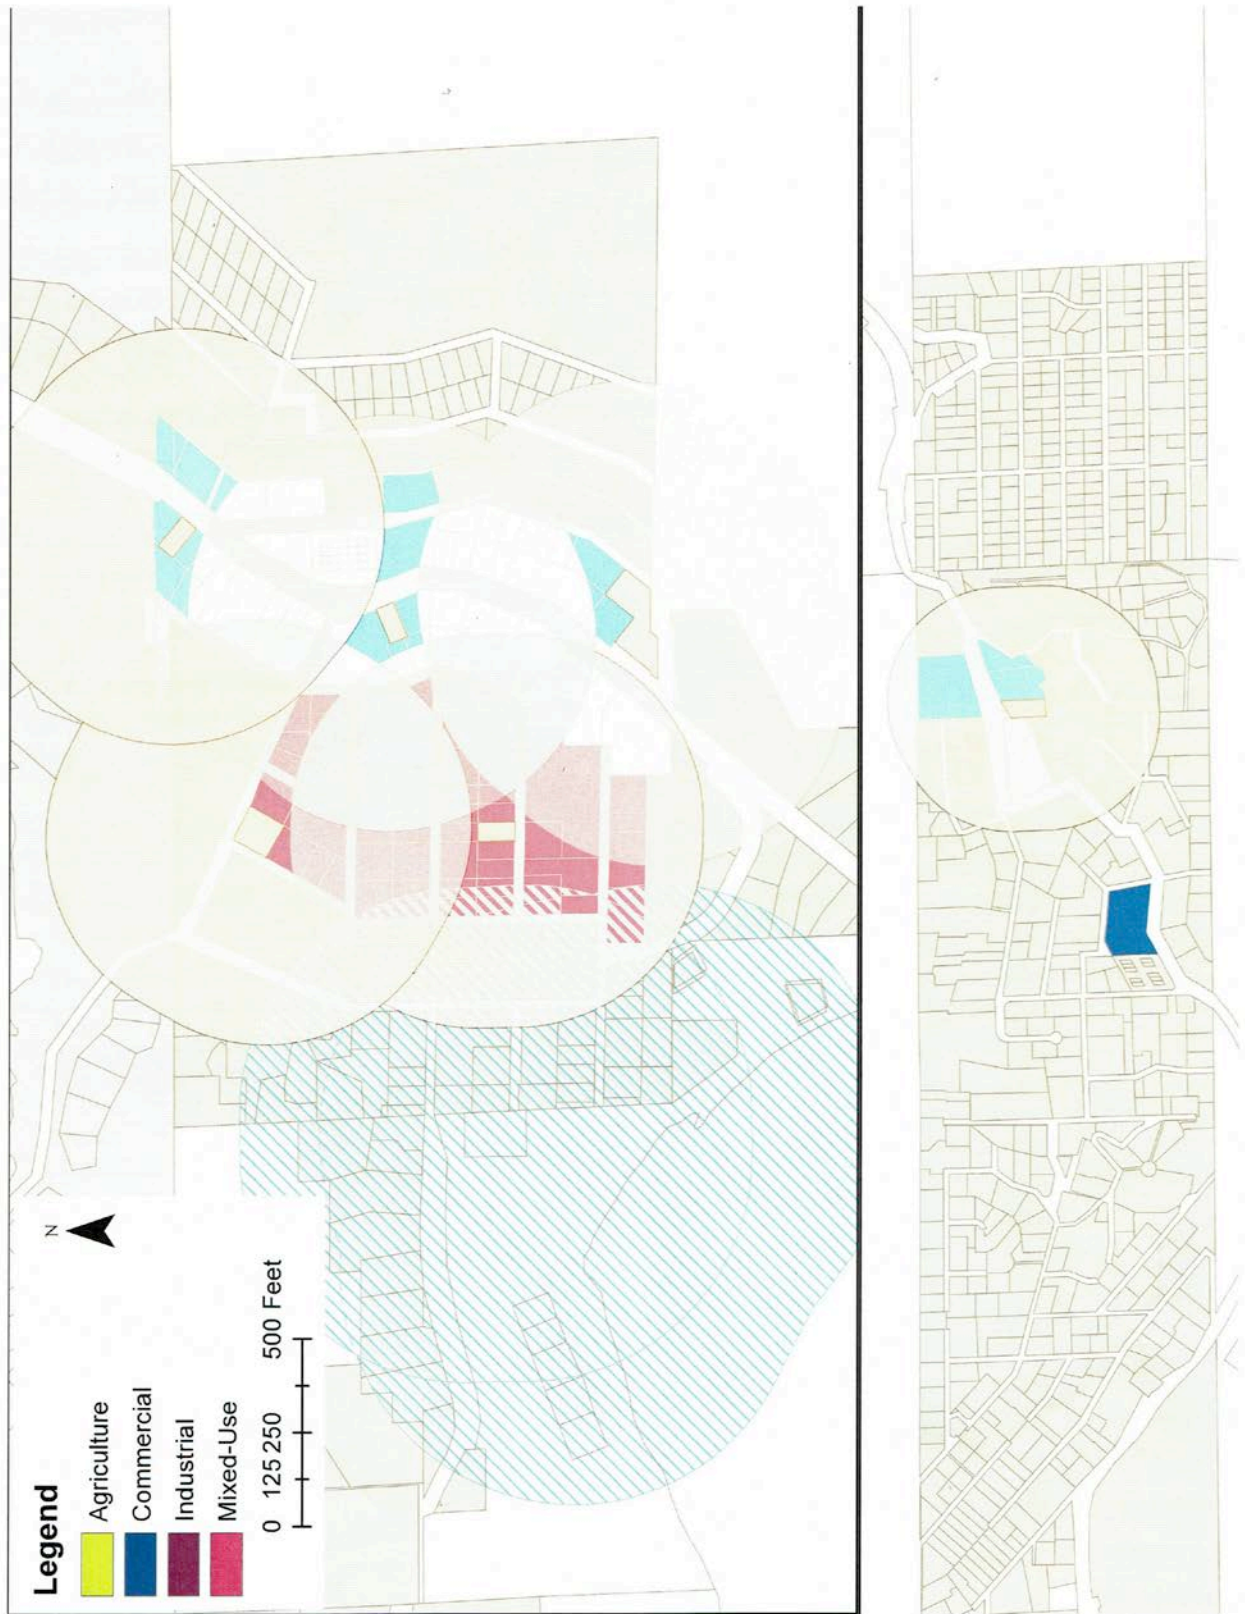 N
Legend
Agriculture
Commercial
Industrial
Mixed-Use
0 125 250 500 Feet